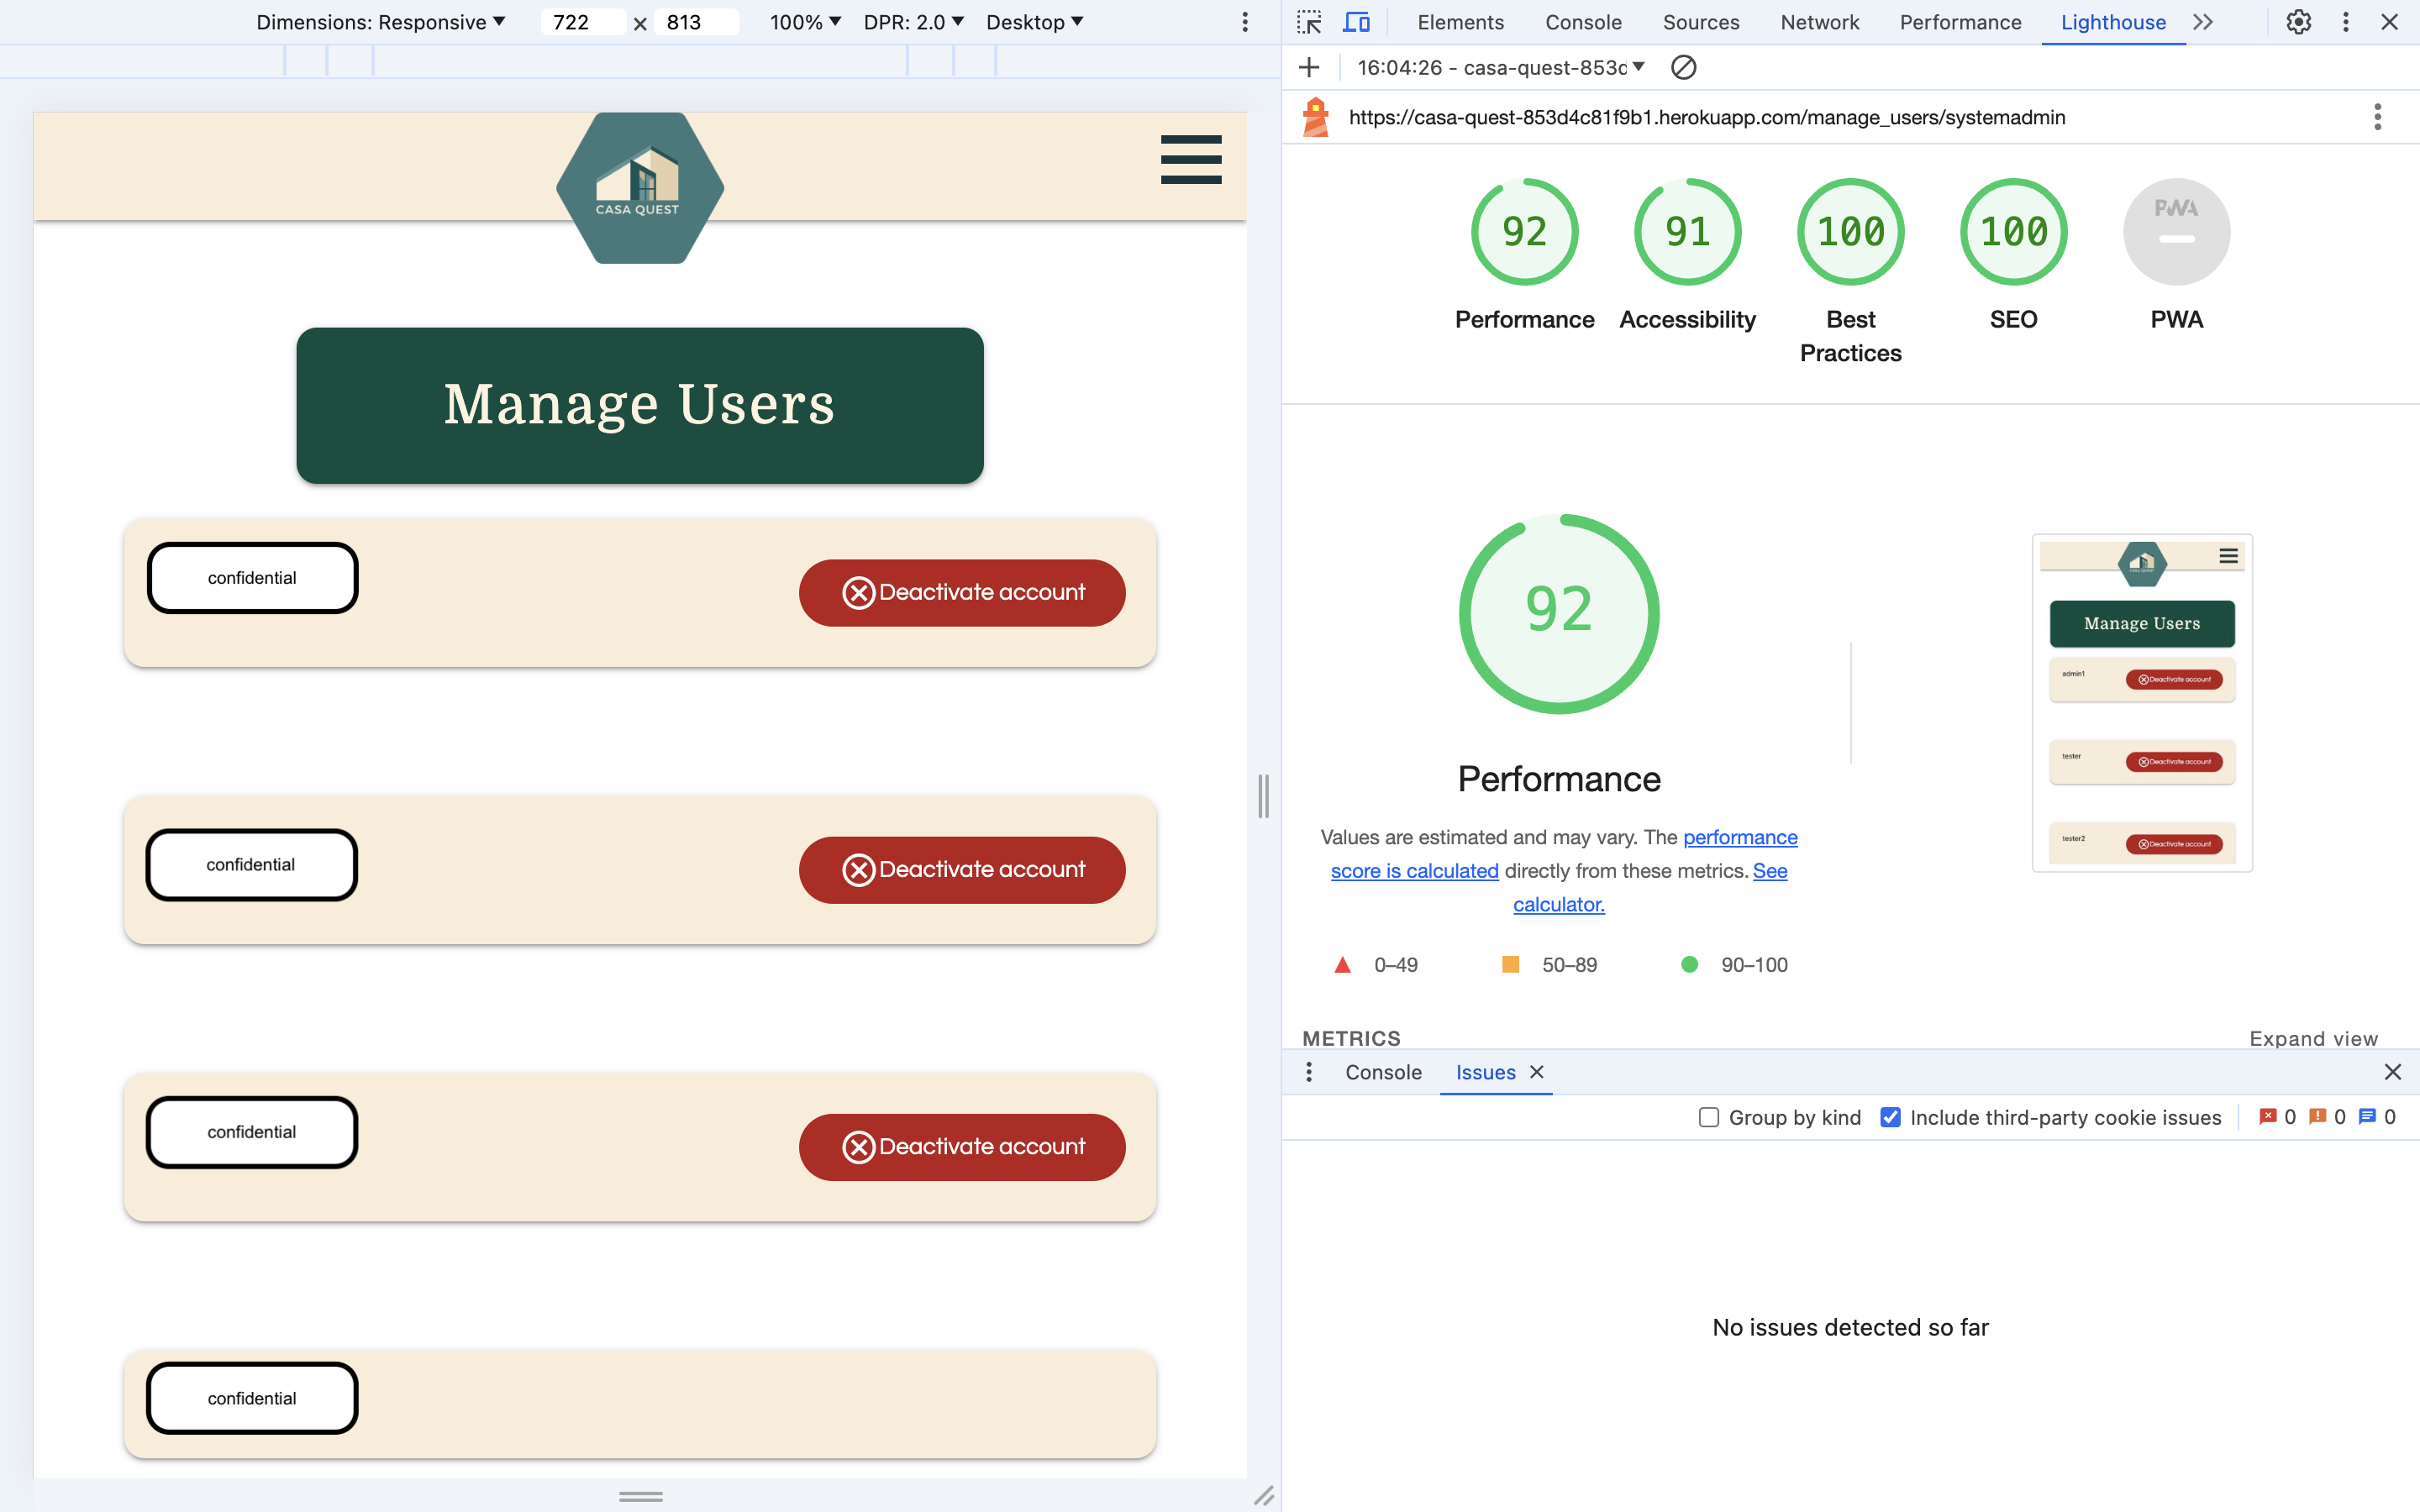 Dimensions: Responsive ▼ 722 × 813 100% ▼ DPR: 2.0 ▼ Desktop ▼
CASA QUEST
Manage Users
confidential
Deactivate account
confidential
Deactivate account
confidential
Deactivate account
confidential
Elements Console Sources Network Performance Lighthouse
16:04:26 - casa-quest-853c
https://casa-quest-853d4c81f9b1.herokuapp.com/manage_users/systemadmin
92 91 100 100 PWA
Performance Accessibility Best Practices SEO PWA
92
Performance
Values are estimated and may vary. The performance
score is calculated directly from these metrics. See
calculator.
0–49 50–89 90–100
Manage Users
admin1 Deactivate account
tester Deactivate account
tester2 Deactivate account
METRICS Expand view
Console Issues
Group by kind Include third-party cookie issues 0 0 0
No issues detected so far